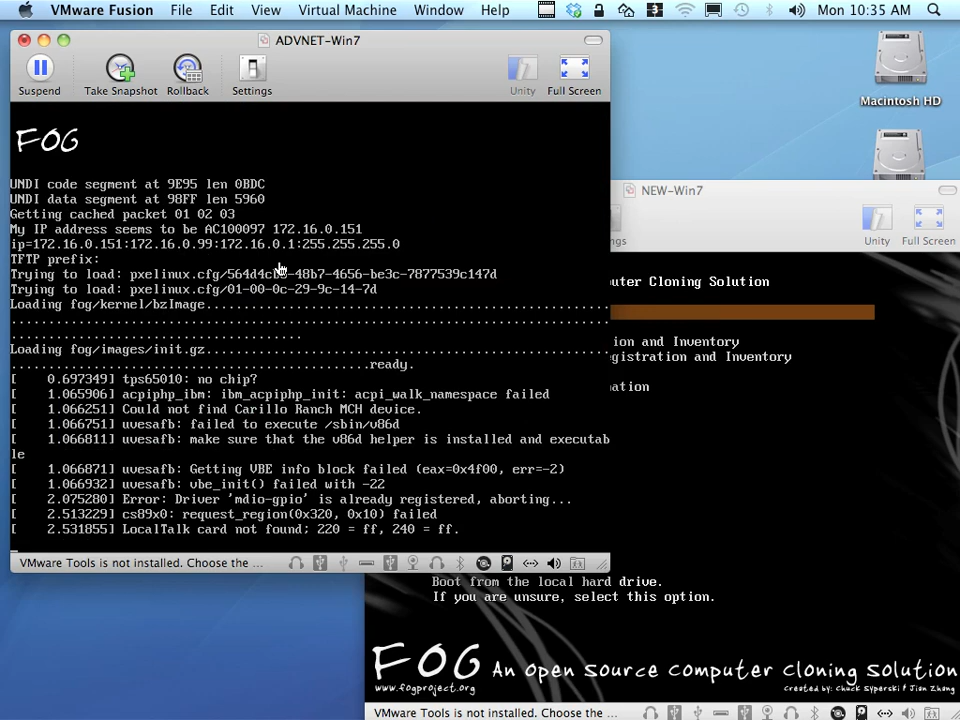 VMware Fusion File Edit View Virtual Machine Window Help 3 Mon 10:35 AM
ADVNET-Win7
Suspend Take Snapshot Rollback Settings Unity Full Screen
Macintosh HD
FOG
UNDI code segment at 9E95 len 0BDC
UNDI data segment at 98FF len 5960
Getting cached packet 01 02 03
My IP address seems to be AC100097 172.16.0.151
ip=172.16.0.151:172.16.0.99:172.16.0.1:255.255.255.0
TFTP prefix:
Trying to load: pxelinux.cfg/564d4cb3-48b7-4656-be3c-7877539c147d
Trying to load: pxelinux.cfg/01-00-0c-29-9c-14-7d
Loading fog/kernel/bzImage................................................
................................................................................
.......................................
Loading fog/images/init.gz......................................................
................................................ready.
[ 0.697349] tps65010: no chip?
[ 1.065906] acpiphp_ibm: ibm_acpiphp_init: acpi_walk_namespace failed
[ 1.066251] Could not find Carillo Ranch MCH device.
[ 1.066751] uvesafb: failed to execute /sbin/v86d
[ 1.066811] uvesafb: make sure that the v86d helper is installed and executab
le
[ 1.066871] uvesafb: Getting VBE info block failed (eax=0x4f00, err=-2)
[ 1.066932] uvesafb: vbe_init() failed with -22
[ 2.075280] Error: Driver 'mdio-gpio' is already registered, aborting...
[ 2.513229] cs89x0: request_region(0x320, 0x10) failed
[ 2.531855] LocalTalk card not found; 220 = ff, 240 = ff.
VMware Tools is not installed. Choose the ...
NEW-Win7
ngs Unity Full Screen
uter Cloning Solution
ion and Inventory
gistration and Inventory
mation
Boot from the local hard drive.
If you are unsure, select this option.
FOG An Open Source Computer Cloning Solution
www.fogproject.org Created by: Chuck Syperski & Jian Zhang
VMware Tools is not installed. Choose the ...